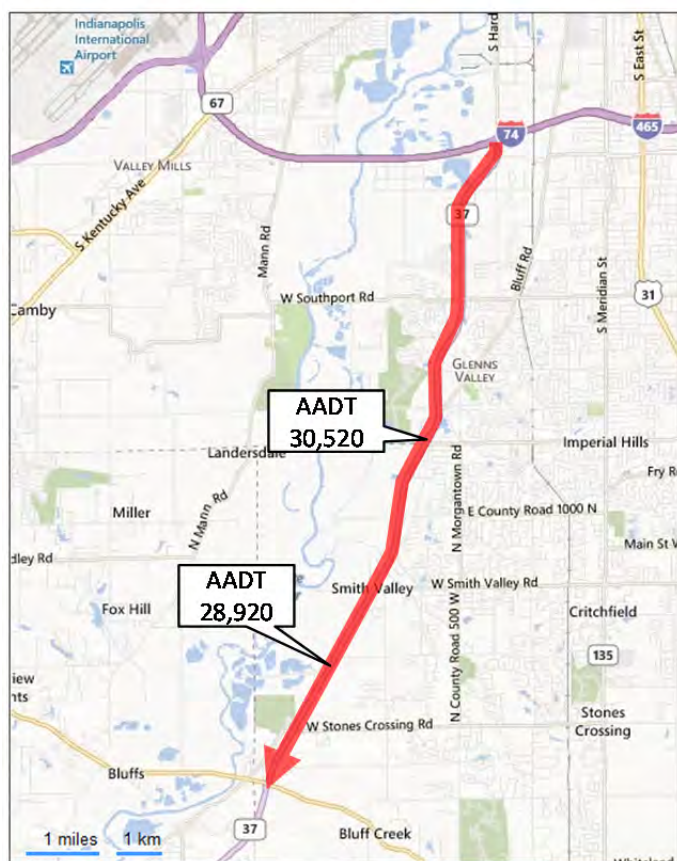 Indianapolis
International
Airport
S Hard
S East St
67
74
465
VALLEY MILLS
37
S Kentucky Ave
Mann Rd
Bluff Rd
S Meridian St
W Southport Rd
31
Camby
GLENNS
VALLEY
AADT
30,520
Imperial Hills
Landersdale
Fry R
N Mann Rd
N Morgantown Rd
Miller
E County Road 1000 N
Main St W
dley Rd
AADT
28,920
Smith Valley
W Smith Valley Rd
Fox Hill
Critchfield
N County Road 500 W
135
view
nts
W Stones Crossing Rd
Stones
Crossing
Bluffs
37
Bluff Creek
1 miles
1 km